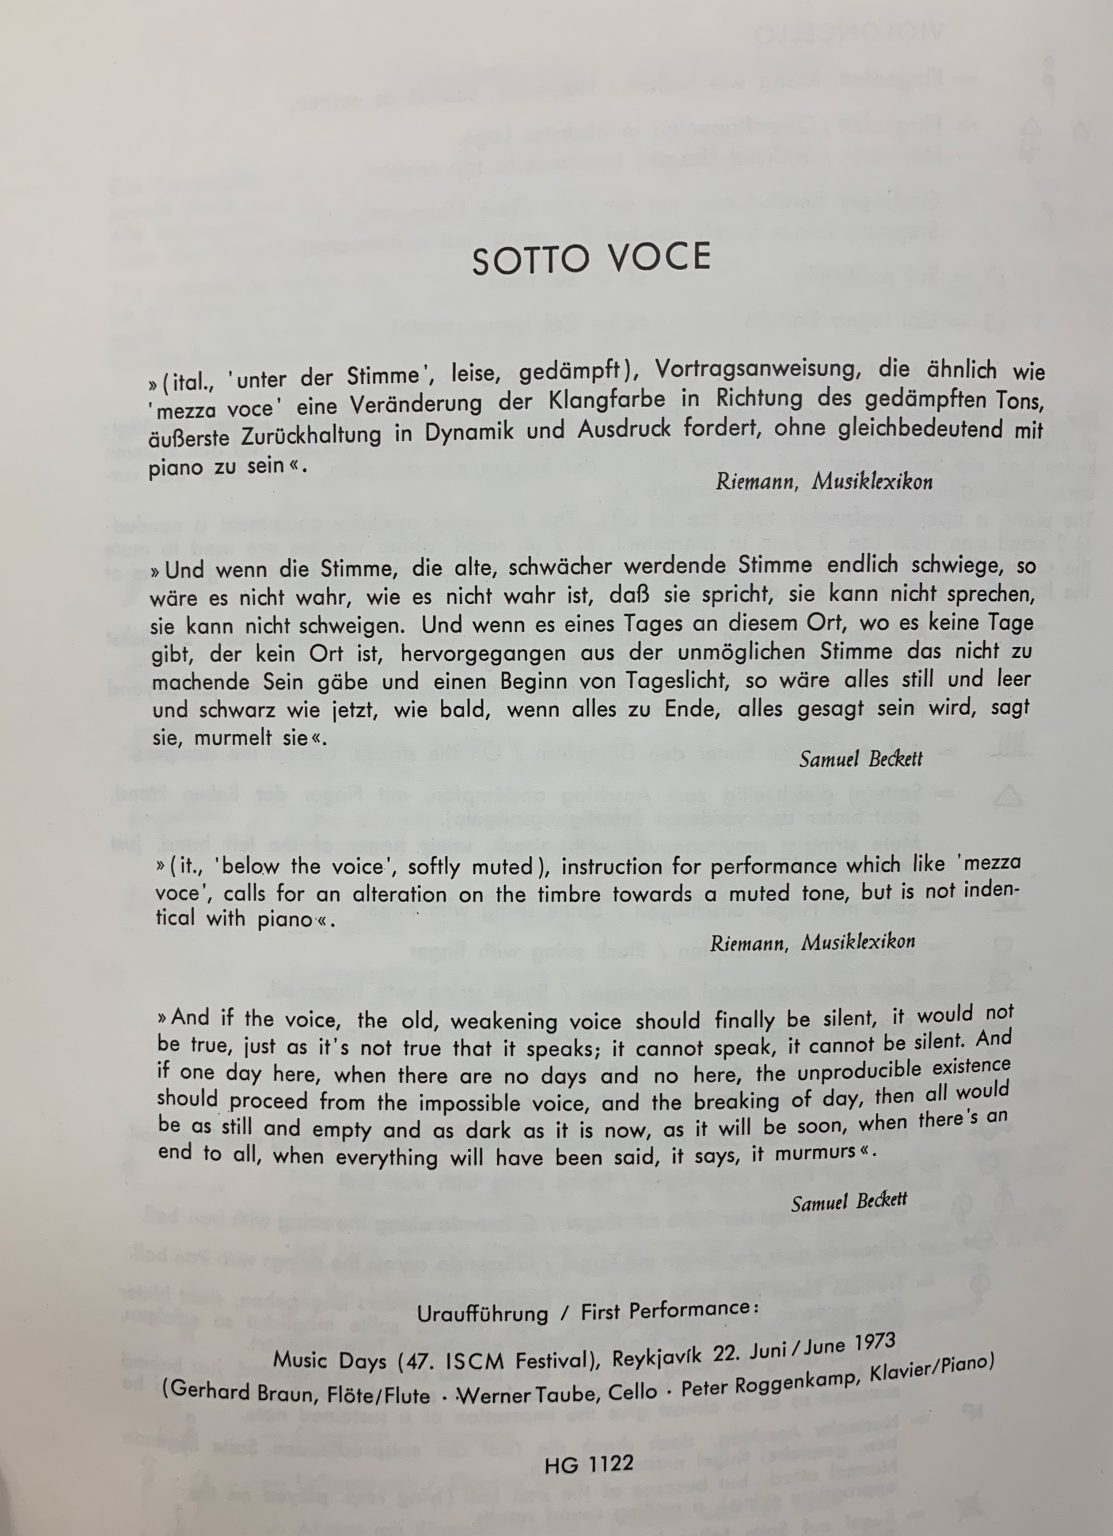 SOTTO VOCE
»(ital., 'unter der Stimme', leise, gedämpft), Vortragsanweisung, die ähnlich wie
'mezza voce' eine Veränderung der Klangfarbe in Richtung des gedämpften Tons,
äußerste Zurückhaltung in Dynamik und Ausdruck fordert, ohne gleichbedeutend mit
piano zu sein«.
Riemann, Musiklexikon
»Und wenn die Stimme, die alte, schwächer werdende Stimme endlich schwiege, so
wäre es nicht wahr, wie es nicht wahr ist, daß sie spricht, sie kann nicht sprechen,
sie kann nicht schweigen. Und wenn es eines Tages an diesem Ort, wo es keine Tage
gibt, der kein Ort ist, hervorgegangen aus der unmöglichen Stimme das nicht zu
machende Sein gäbe und einen Beginn von Tageslicht, so wäre alles still und leer
und schwarz wie jetzt, wie bald, wenn alles zu Ende, alles gesagt sein wird, sagt
sie, murmelt sie«.
Samuel Beckett
»(it., 'below the voice', softly muted), instruction for performance which like 'mezza
voce', calls for an alteration on the timbre towards a muted tone, but is not inden-
tical with piano«.
Riemann, Musiklexikon
»And if the voice, the old, weakening voice should finally be silent, it would not
be true, just as it's not true that it speaks; it cannot speak, it cannot be silent. And
if one day here, when there are no days and no here, the unproducible existence
should proceed from the impossible voice, and the breaking of day, then all would
be as still and empty and as dark as it is now, as it will be soon, when there's an
end to all, when everything will have been said, it says, it murmurs«.
Samuel Beckett
Uraufführung / First Performance:
Music Days (47. ISCM Festival), Reykjavík 22. Juni/June 1973
(Gerhard Braun, Flöte/Flute · Werner Taube, Cello · Peter Roggenkamp, Klavier/Piano)
HG 1122